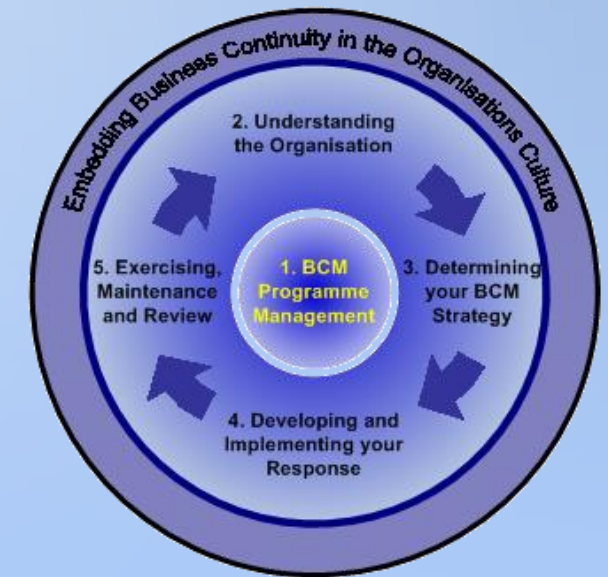 Embedding Business Continuity in the Organisations Culture
2. Understanding
the Organisation
5. Exercising,
Maintenance
and Review
1. BCM
Programme
Management
3. Determining
your BCM
Strategy
4. Developing and
Implementing your
Response